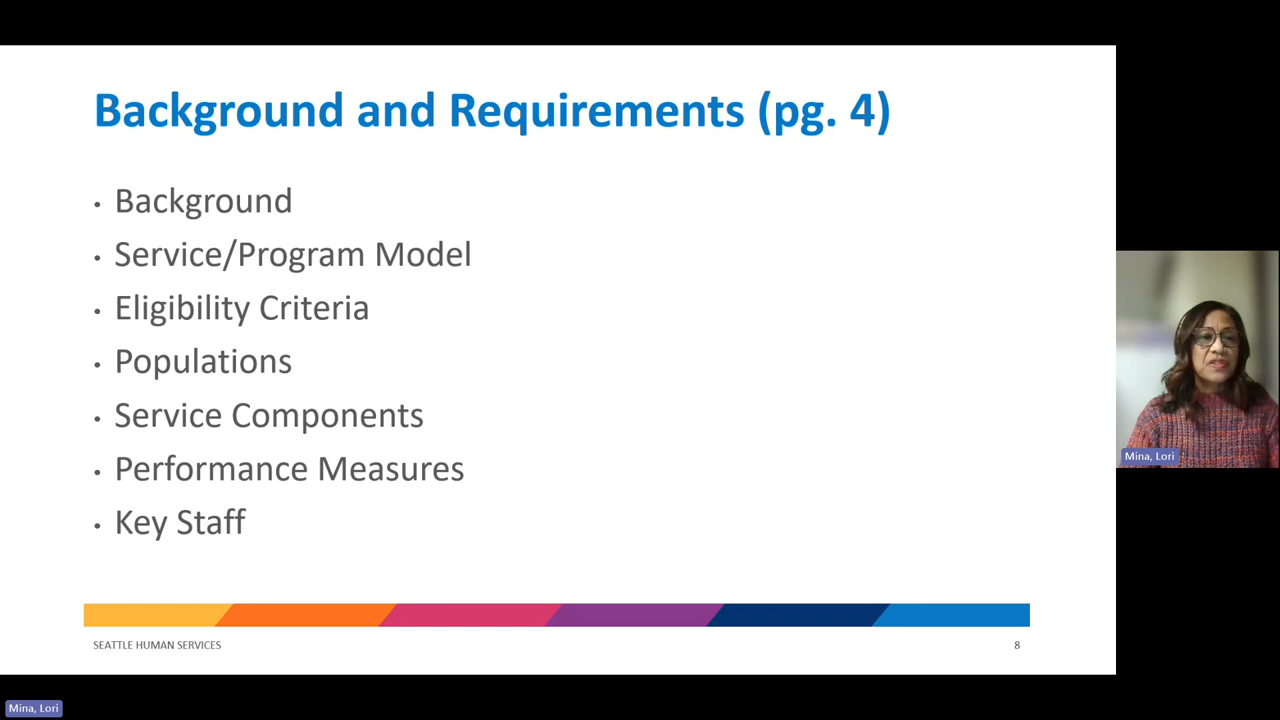 Background and Requirements (pg. 4)
• Background
• Service/Program Model
• Eligibility Criteria
• Populations
• Service Components
• Performance Measures
• Key Staff
SEATTLE HUMAN SERVICES
8
Mina, Lori
Mina, Lori